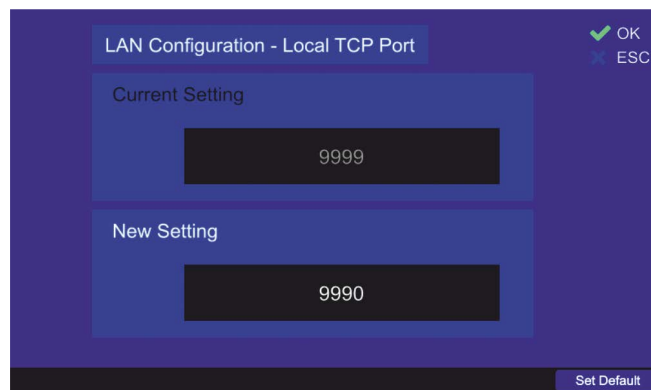 LAN Configuration - Local TCP Port
OK
ESC
Current Setting
9999
New Setting
9990
Set Default